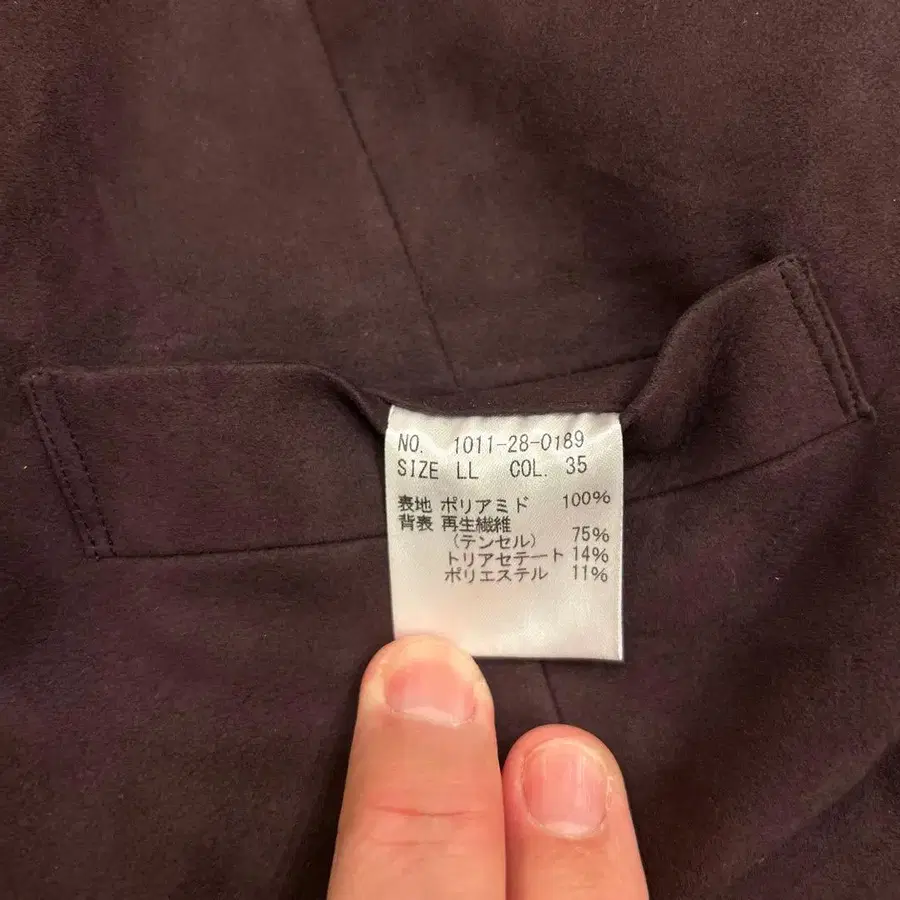 NO. 1011-28-0189
SIZE LL COL. 35
表地 ポリアミド 100%
背表 再生繊維
(テンセル) 75%
トリアセテート 14%
ポリエステル 11%